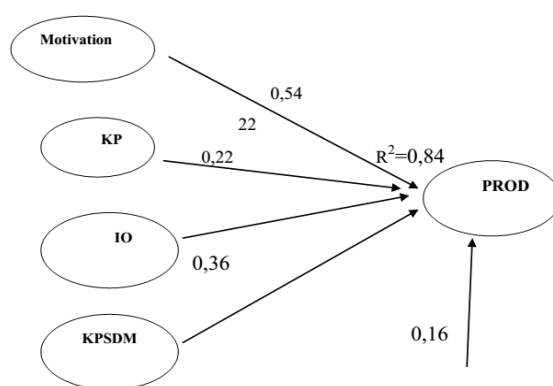 Motivation
0,54
22
KP
0,22
R²=0,84
PROD
IO
0,36
KPSDM
0,16